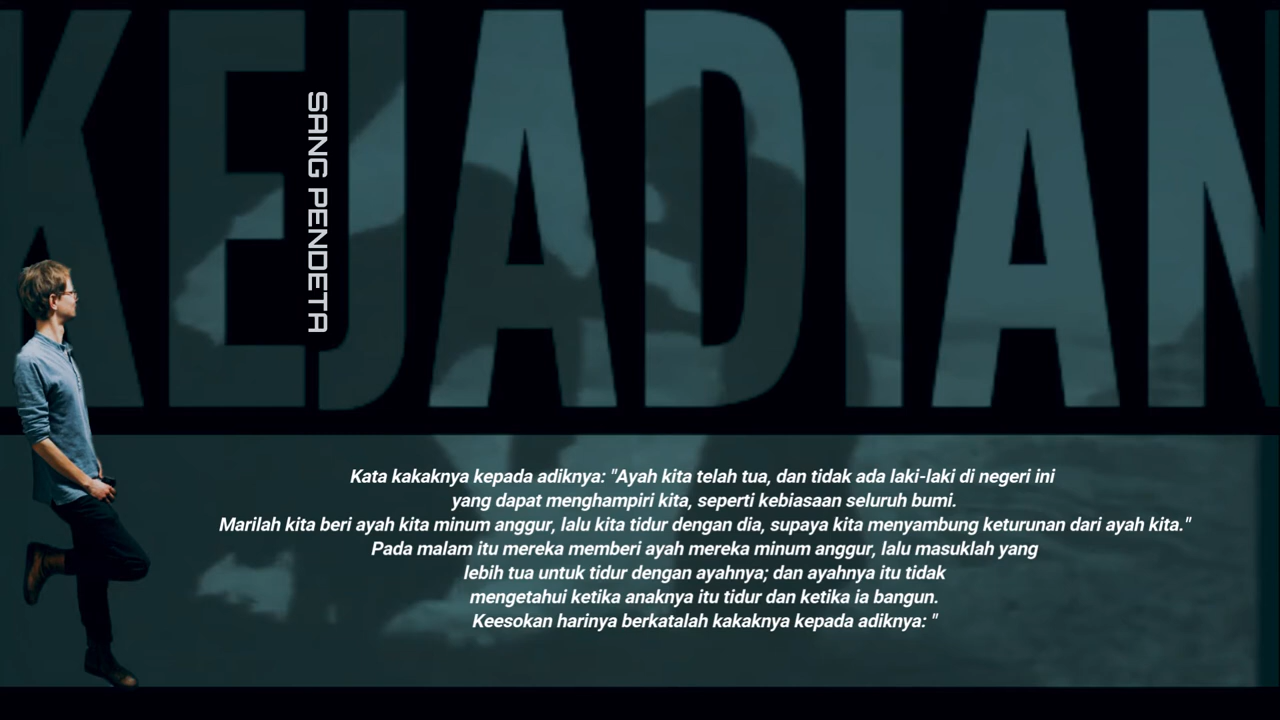 KEJADIAN
SANG PENDETA
Kata kakaknya kepada adiknya: "Ayah kita telah tua, dan tidak ada laki-laki di negeri ini
yang dapat menghampiri kita, seperti kebiasaan seluruh bumi.
Marilah kita beri ayah kita minum anggur, lalu kita tidur dengan dia, supaya kita menyambung keturunan dari ayah kita."
Pada malam itu mereka memberi ayah mereka minum anggur, lalu masuklah yang
lebih tua untuk tidur dengan ayahnya; dan ayahnya itu tidak
mengetahui ketika anaknya itu tidur dan ketika ia bangun.
Keesokan harinya berkatalah kakaknya kepada adiknya: "